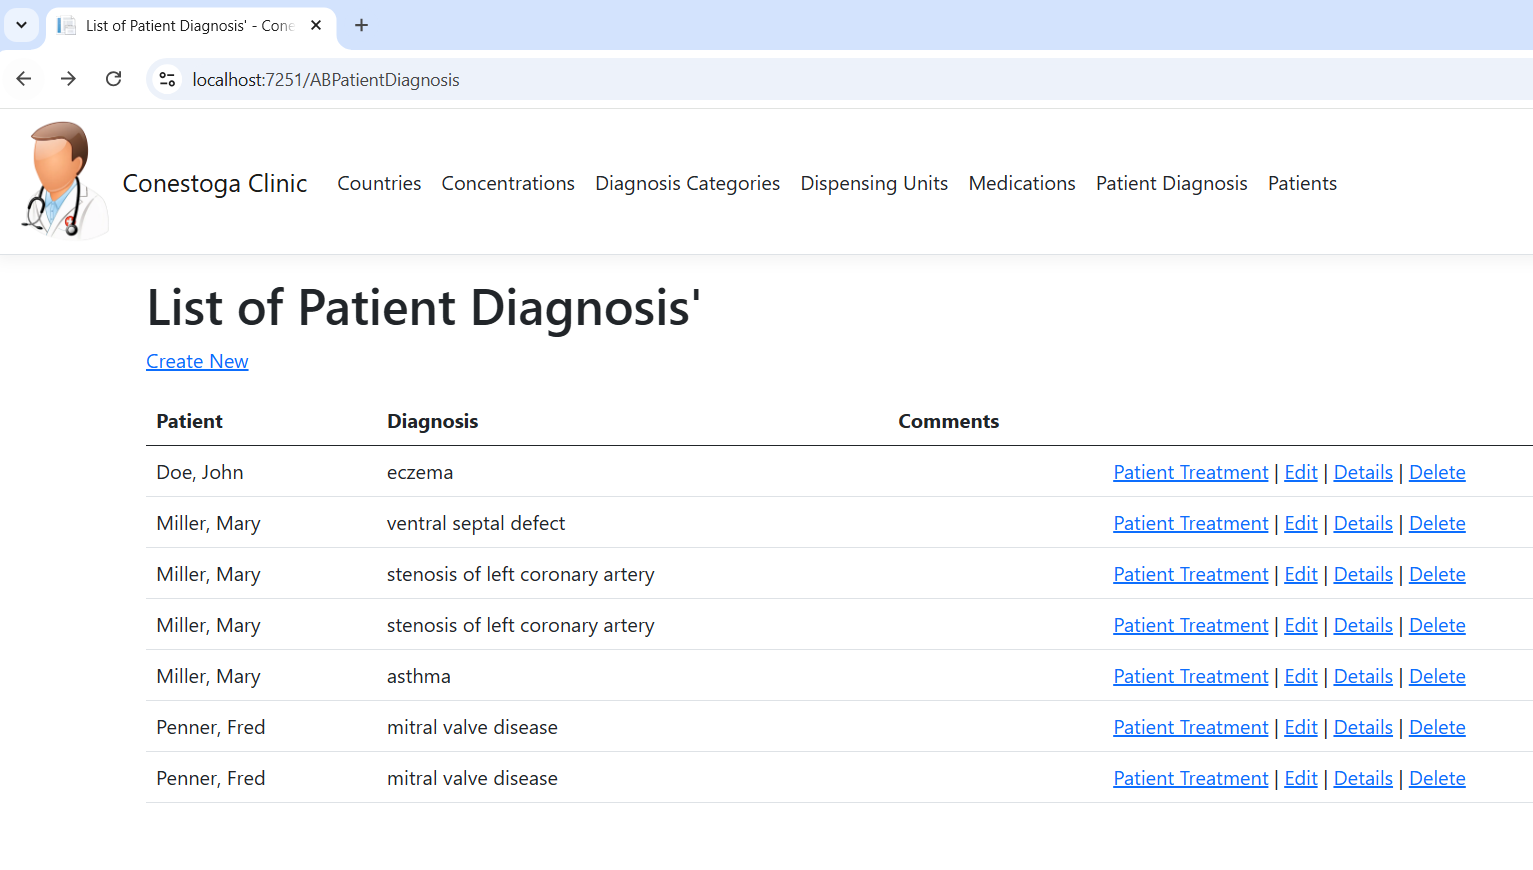 List of Patient Diagnosis' - Cone
localhost:7251/ABPatientDiagnosis
Conestoga Clinic Countries Concentrations Diagnosis Categories Dispensing Units Medications Patient Diagnosis Patients
List of Patient Diagnosis'
Create New
Patient Diagnosis Comments
Doe, John eczema Patient Treatment | Edit | Details | Delete
Miller, Mary ventral septal defect Patient Treatment | Edit | Details | Delete
Miller, Mary stenosis of left coronary artery Patient Treatment | Edit | Details | Delete
Miller, Mary stenosis of left coronary artery Patient Treatment | Edit | Details | Delete
Miller, Mary asthma Patient Treatment | Edit | Details | Delete
Penner, Fred mitral valve disease Patient Treatment | Edit | Details | Delete
Penner, Fred mitral valve disease Patient Treatment | Edit | Details | Delete